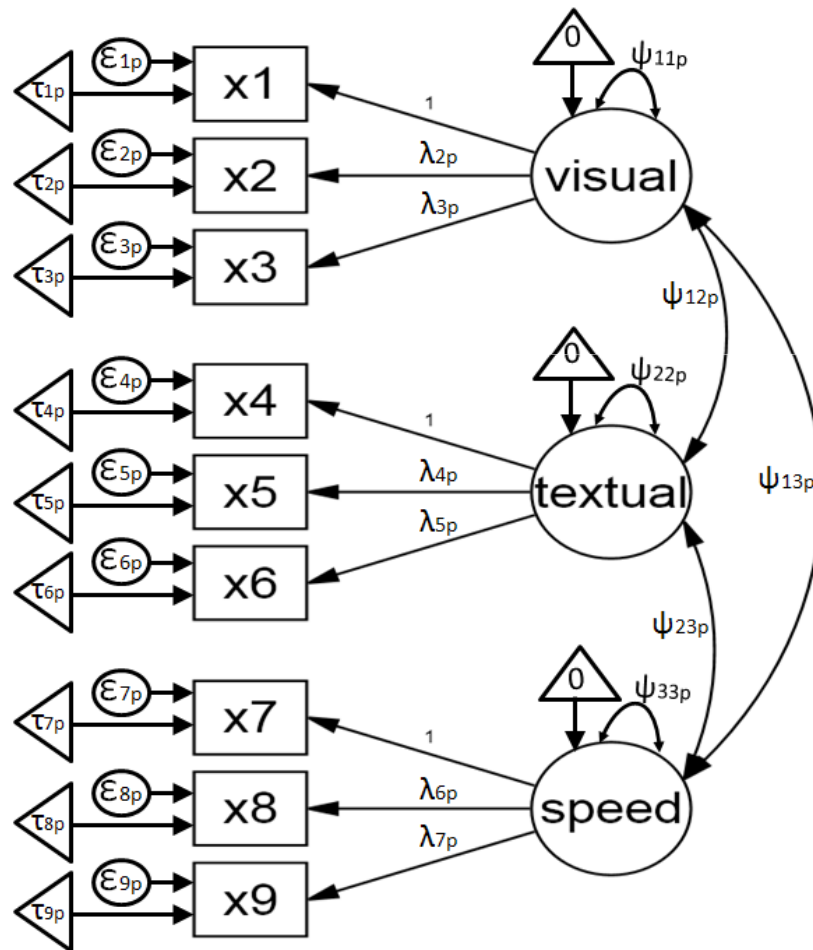 0 ψ11p
ε1p
τ1p x1 1
ε2p λ2p
τ2p x2 visual
ε3p λ3p
τ3p x3
ψ12p
0 ψ22p
ε4p
τ4p x4 1
ε5p λ4p ψ13p
τ5p x5 textual
ε6p λ5p
τ6p x6
ψ23p
0 ψ33p
ε7p
τ7p x7 1
ε8p λ6p
τ8p x8 speed
ε9p λ7p
τ9p x9